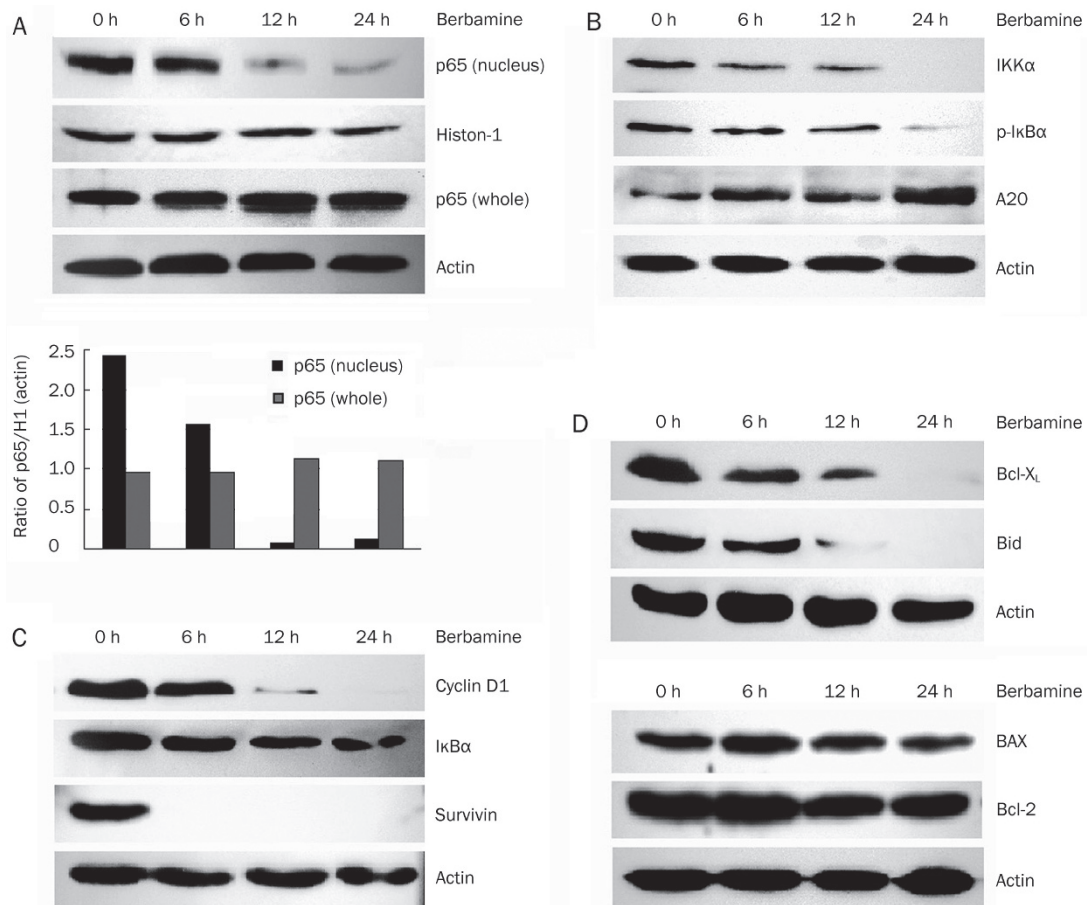 A
0 h 6 h 12 h 24 h Berbamine
p65 (nucleus)
Histon-1
p65 (whole)
Actin
2.5
2.0
1.5
1.0
0.5
0
Ratio of p65/H1 (actin)
p65 (nucleus)
p65 (whole)
B
0 h 6 h 12 h 24 h Berbamine
IKKα
p-IκBα
A20
Actin
C
0 h 6 h 12 h 24 h Berbamine
Cyclin D1
IκBα
Survivin
Actin
D
0 h 6 h 12 h 24 h Berbamine
Bcl-XL
Bid
Actin
0 h 6 h 12 h 24 h Berbamine
BAX
Bcl-2
Actin